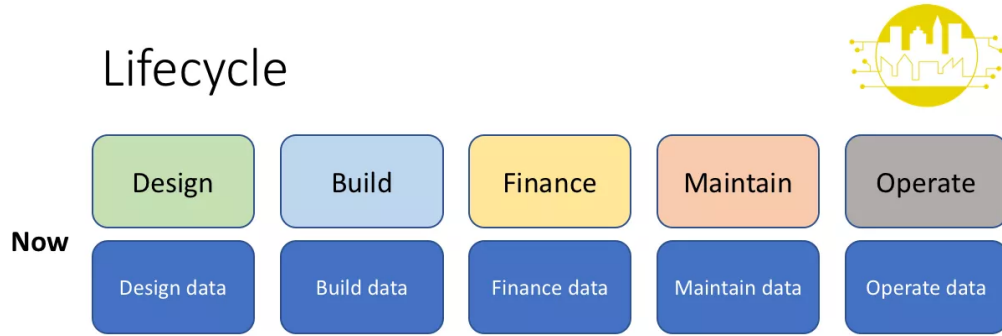 Lifecycle
Design Build Finance Maintain Operate
Now
Design data Build data Finance data Maintain data Operate data